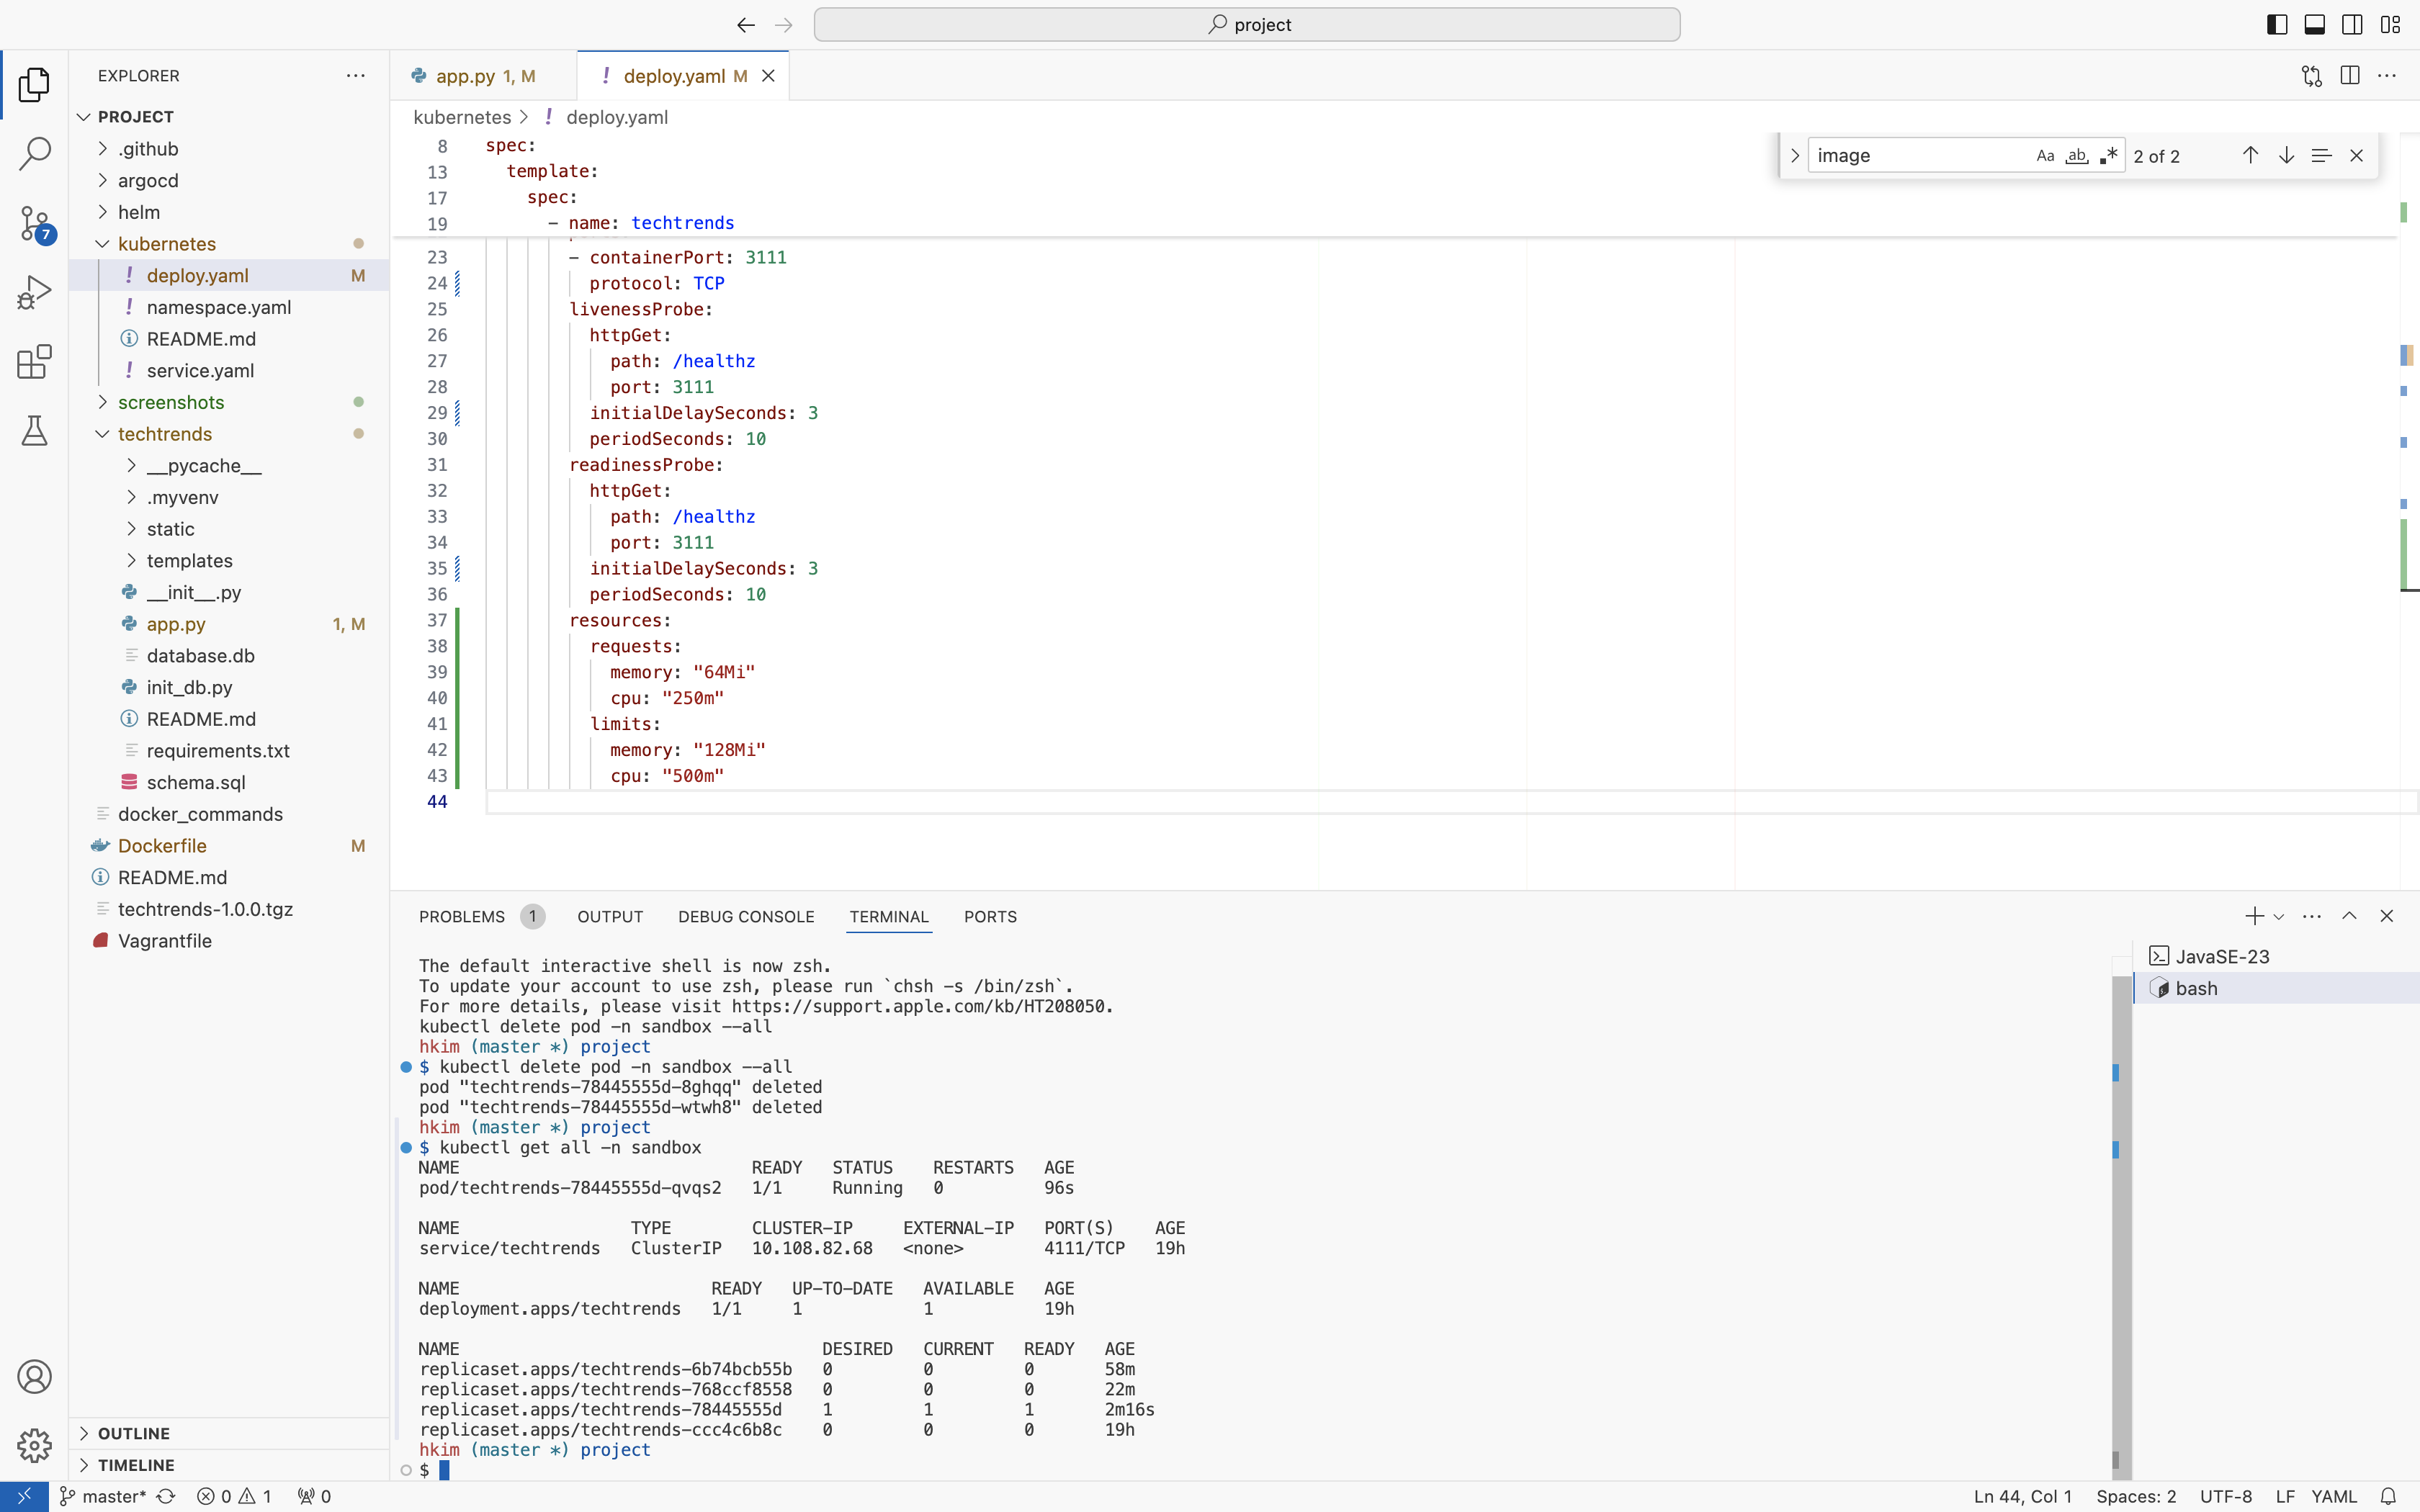 project
EXPLORER
PROJECT
.github
argocd
helm
kubernetes
deploy.yaml M
namespace.yaml
README.md
service.yaml
screenshots
techtrends
__pycache__
.myvenv
static
templates
__init__.py
app.py 1, M
database.db
init_db.py
README.md
requirements.txt
schema.sql
docker_commands
Dockerfile M
README.md
techtrends-1.0.0.tgz
Vagrantfile
OUTLINE
TIMELINE
7
app.py 1, M
deploy.yaml M
kubernetes > ! deploy.yaml
image Aa ab .* 2 of 2
8 spec:
13 template:
17 spec:
19 - name: techtrends
23 - containerPort: 3111
24 protocol: TCP
25 livenessProbe:
26 httpGet:
27 path: /healthz
28 port: 3111
29 initialDelaySeconds: 3
30 periodSeconds: 10
31 readinessProbe:
32 httpGet:
33 path: /healthz
34 port: 3111
35 initialDelaySeconds: 3
36 periodSeconds: 10
37 resources:
38 requests:
39 memory: "64Mi"
40 cpu: "250m"
41 limits:
42 memory: "128Mi"
43 cpu: "500m"
44
PROBLEMS 1 OUTPUT DEBUG CONSOLE TERMINAL PORTS
The default interactive shell is now zsh.
To update your account to use zsh, please run `chsh -s /bin/zsh`.
For more details, please visit https://support.apple.com/kb/HT208050.
kubectl delete pod -n sandbox --all
hkim (master *) project
$ kubectl delete pod -n sandbox --all
pod "techtrends-78445555d-8ghqq" deleted
pod "techtrends-78445555d-wtwh8" deleted
hkim (master *) project
$ kubectl get all -n sandbox
NAME READY STATUS RESTARTS AGE
pod/techtrends-78445555d-qvqs2 1/1 Running 0 96s
NAME TYPE CLUSTER-IP EXTERNAL-IP PORT(S) AGE
service/techtrends ClusterIP 10.108.82.68 <none> 4111/TCP 19h
NAME READY UP-TO-DATE AVAILABLE AGE
deployment.apps/techtrends 1/1 1 1 19h
NAME DESIRED CURRENT READY AGE
replicaset.apps/techtrends-6b74bcb55b 0 0 0 58m
replicaset.apps/techtrends-768ccf8558 0 0 0 22m
replicaset.apps/techtrends-78445555d 1 1 1 2m16s
replicaset.apps/techtrends-ccc4c6b8c 0 0 0 19h
hkim (master *) project
$
JavaSE-23
bash
master* 0 1 0
Ln 44, Col 1 Spaces: 2 UTF-8 LF YAML